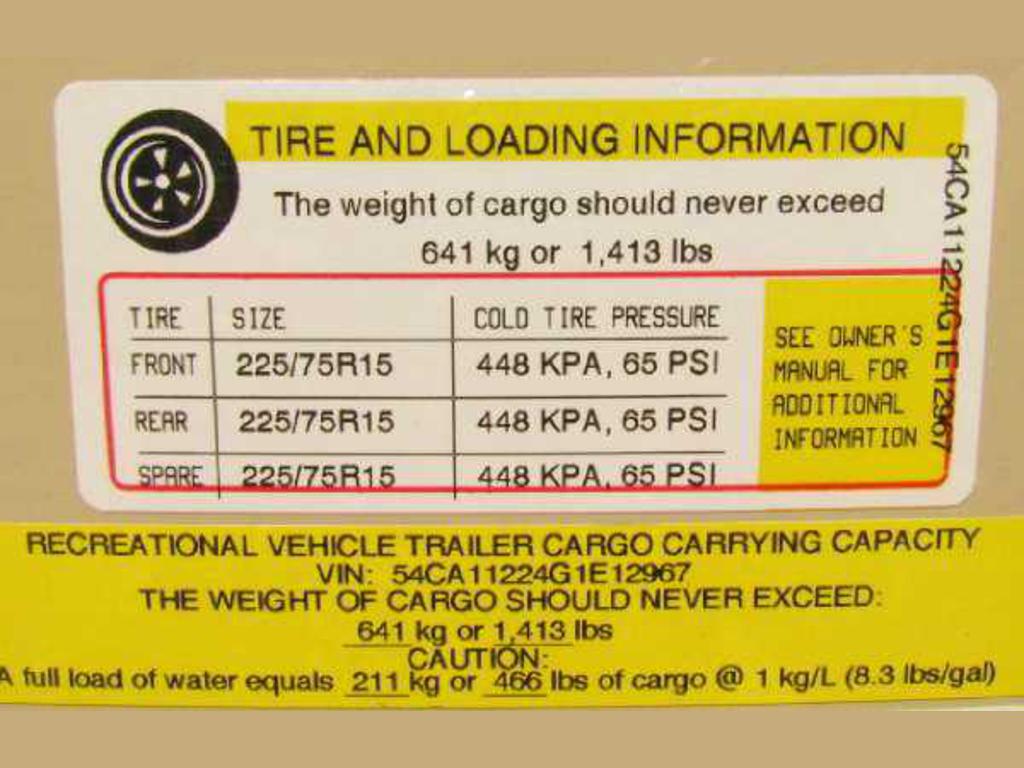 TIRE AND LOADING INFORMATION
The weight of cargo should never exceed
641 kg or 1,413 lbs
TIRE SIZE COLD TIRE PRESSURE
FRONT 225/75R15 448 KPA, 65 PSI
REAR 225/75R15 448 KPA, 65 PSI
SPARE 225/75R15 448 KPA, 65 PSI
SEE OWNER'S
MANUAL FOR
ADDITIONAL
INFORMATION
54CA11224G1E12967
RECREATIONAL VEHICLE TRAILER CARGO CARRYING CAPACITY
VIN: 54CA11224G1E12967
THE WEIGHT OF CARGO SHOULD NEVER EXCEED:
641 kg or 1,413 lbs
CAUTION:
A full load of water equals 211 kg or 466 lbs of cargo @ 1 kg/L (8.3 lbs/gal)